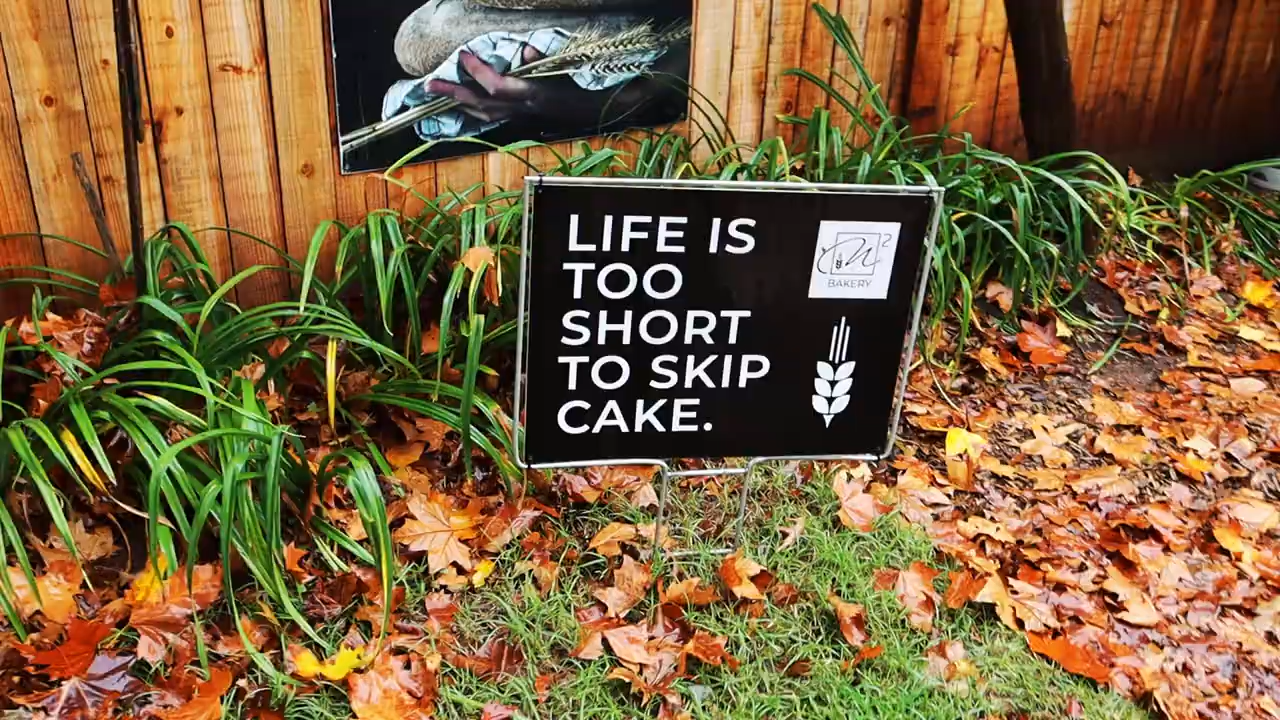 LIFE IS
TOO
SHORT
TO SKIP
CAKE.
BAKERY